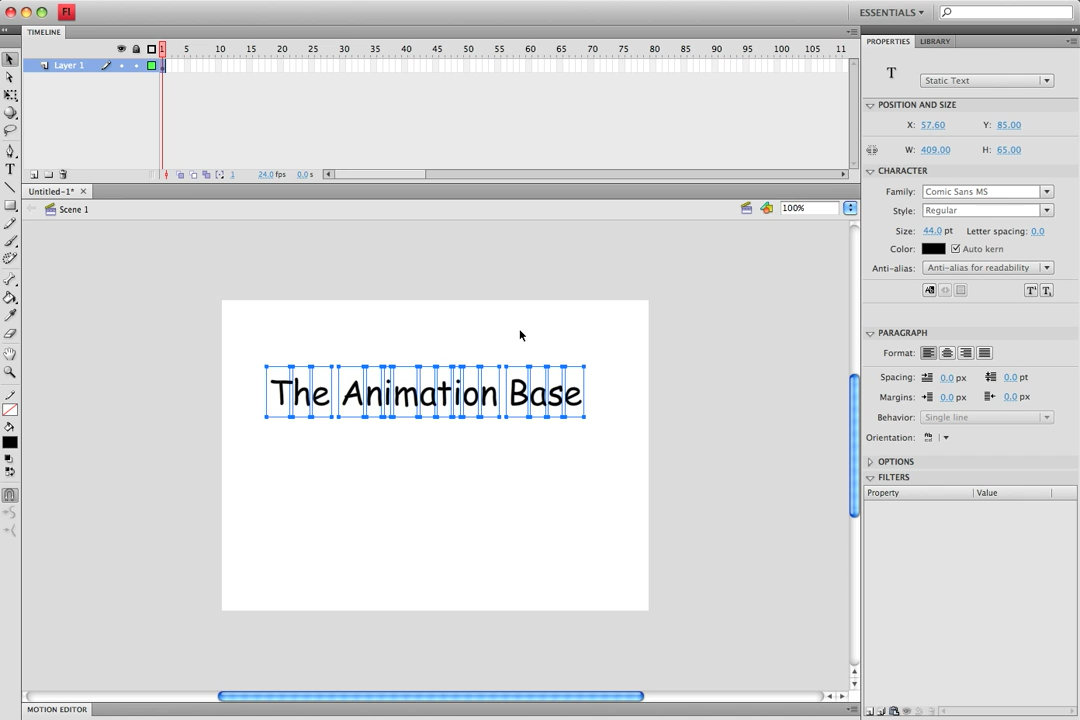 Fl
ESSENTIALS
TIMELINE
1 5 10 15 20 25 30 35 40 45 50 55 60 65 70 75 80 85 90 95 100 105 11
Layer 1
1 24.0 fps 0.0 s
Untitled-1*
Scene 1
100%
The Animation Base
MOTION EDITOR
PROPERTIES LIBRARY
T
Static Text
POSITION AND SIZE
X: 57.60 Y: 85.00
W: 409.00 H: 65.00
CHARACTER
Family: Comic Sans MS
Style: Regular
Size: 44.0 pt Letter spacing: 0.0
Color: Auto kern
Anti-alias: Anti-alias for readability
PARAGRAPH
Format:
Spacing: 0.0 px 0.0 pt
Margins: 0.0 px 0.0 px
Behavior: Single line
Orientation:
OPTIONS
FILTERS
Property Value